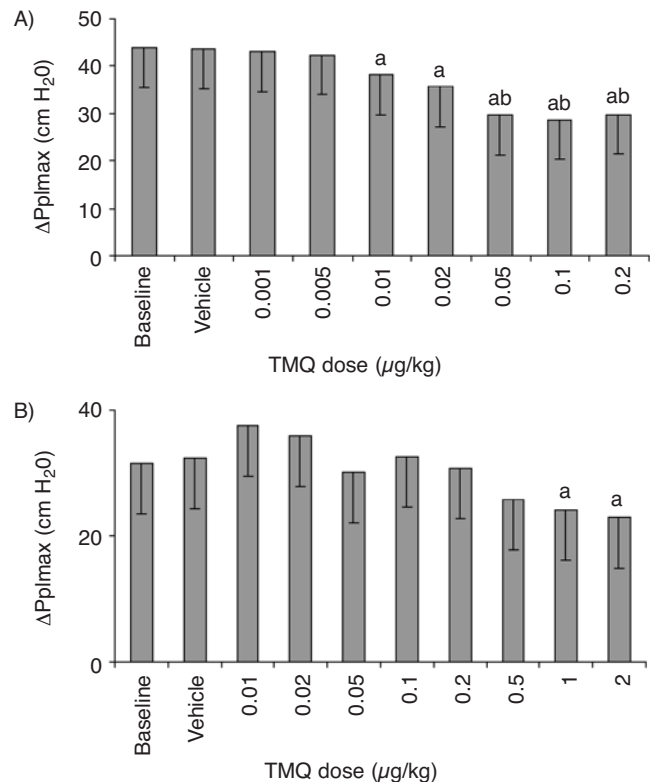 A)
50
40
30
20
10
0
ΔPplmax (cm H₂0)
a
a
ab
ab
ab
Baseline
Vehicle
0.001
0.005
0.01
0.02
0.05
0.1
0.2
TMQ dose (µg/kg)
B)
40
20
0
ΔPplmax (cm H₂0)
a
a
Baseline
Vehicle
0.01
0.02
0.05
0.1
0.2
0.5
1
2
TMQ dose (µg/kg)